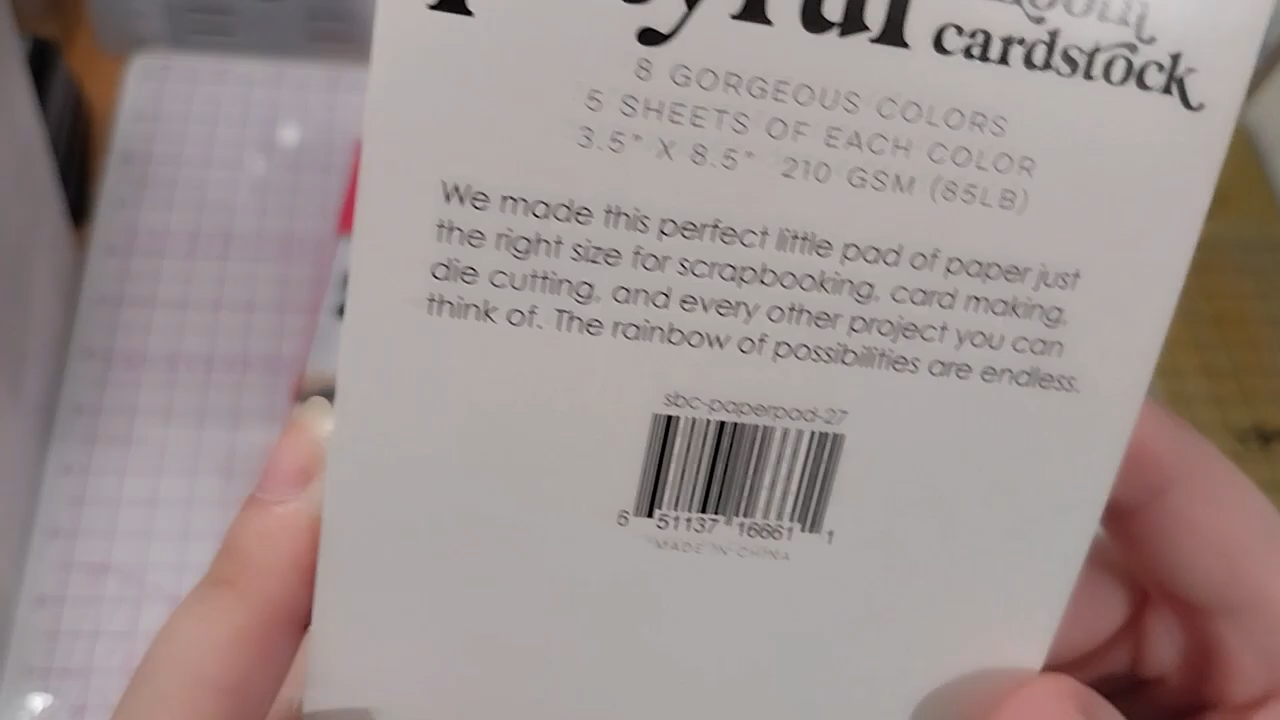 cardstock
8 GORGEOUS COLORS
5 SHEETS OF EACH COLOR
3.5" X 8.5" 210 GSM (85LB)
We made this perfect little pad of paper just
the right size for scrapbooking, card making,
die cutting, and every other project you can
think of. The rainbow of possibilities are endless.
sbc-paperpad-27
6 51137 16661 1
MADE IN CHINA